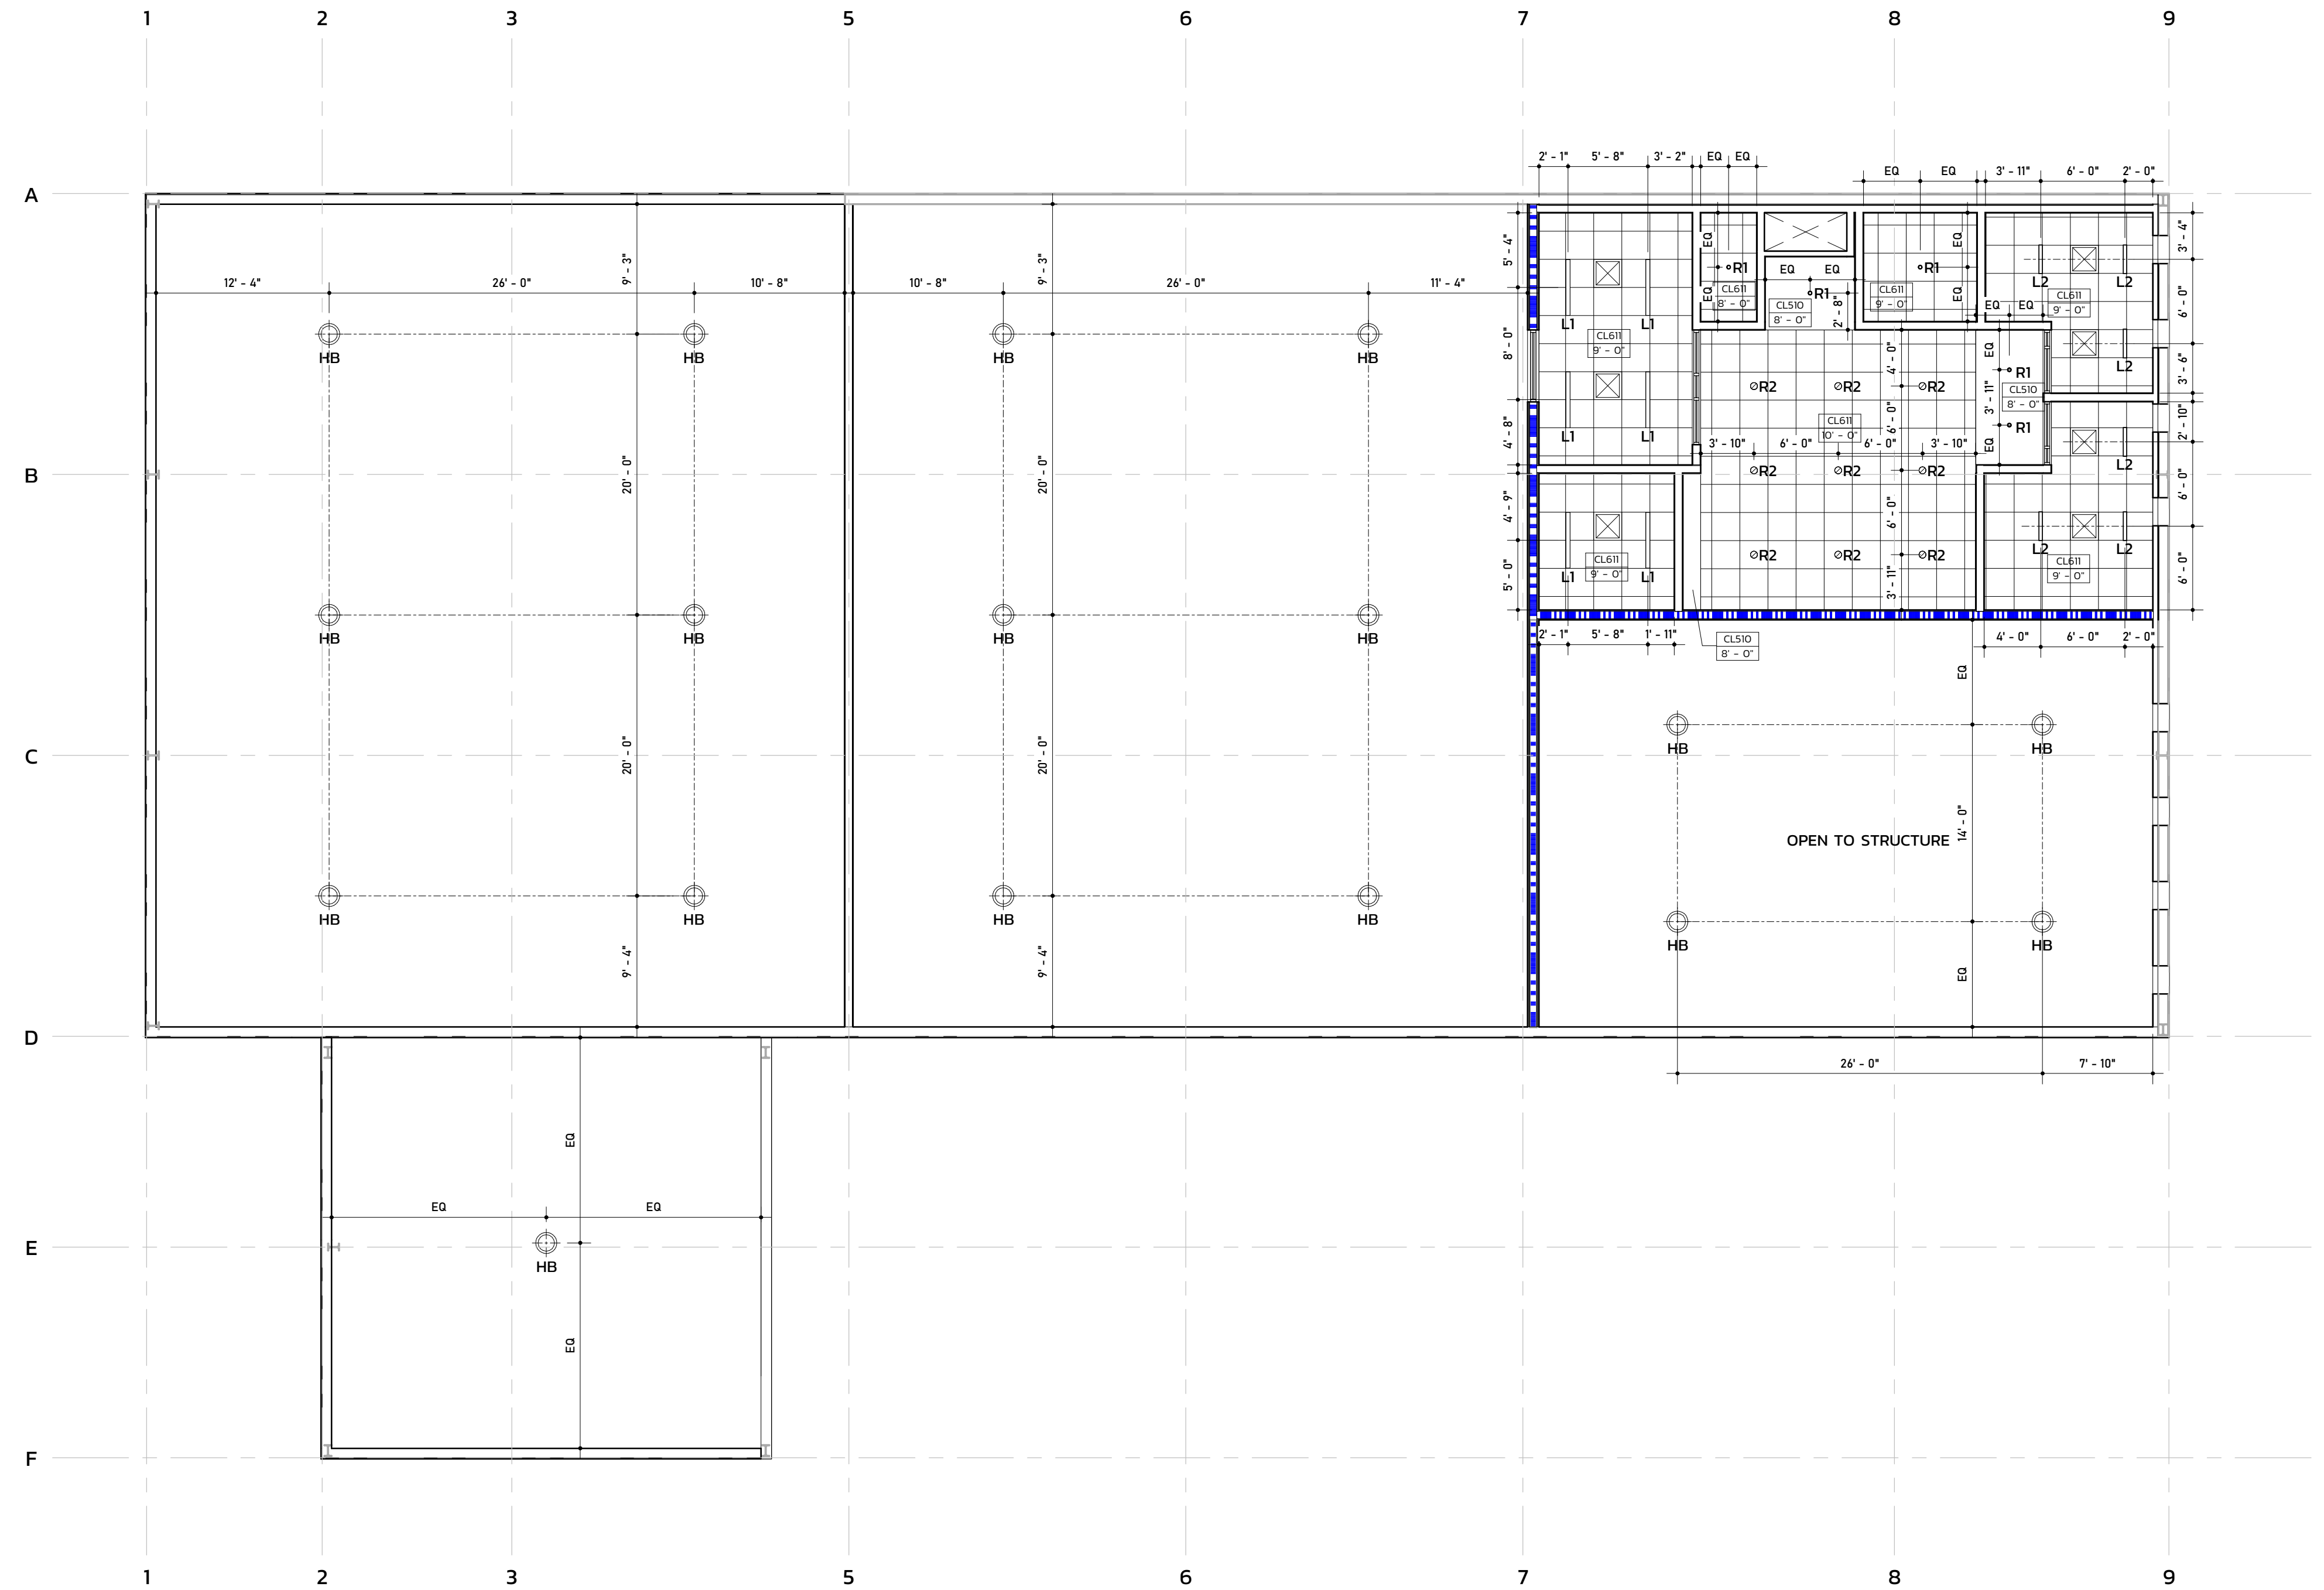 1 2 3 5 6 7 8 9
2' - 1" 5' - 8" 3' - 2" EQ EQ
EQ EQ 3' - 11" 6' - 0" 2' - 0"
A
5' - 4" EQ EQ 3' - 4"
9' - 3" 9' - 3"
EQ EQ
R1 R1
12' - 4" 26' - 0" 10' - 8" 10' - 8" 26' - 0" 11' - 4"
L2 L2
CL611 CL611 CL611
8' - 0" 9' - 0" 9' - 0"
EQ EQ R1
CL510
8' - 0"
2' - 8"
EQ EQ
6' - 0"
L1 L1
8' - 0"
CL611
9' - 0"
HB HB HB HB
4' - 0" EQ
L2
3' - 6"
R1
R2 R2 R2
CL510
8' - 0"
3' - 11"
CL611
10' - 0"
6' - 0"
R1
2' - 10"
L1 L1
4' - 8"
3' - 10" 6' - 0" 6' - 0" 3' - 10"
EQ
L2
B
20' - 0" 20' - 0"
R2 R2 R2
4' - 9" 6' - 0" 6' - 0"
L2 L2
R2 R2 R2
CL611 CL611
9' - 0" 9' - 0"
L1 L1
5' - 0" 3' - 11" 6' - 0"
HB HB HB HB
2' - 1" 5' - 8" 1' - 11" 4' - 0" 6' - 0" 2' - 0"
CL510
8' - 0"
EQ
HB HB
C
20' - 0" 20' - 0"
14' - 0"
OPEN TO STRUCTURE
HB HB HB HB
HB HB
9' - 4" 9' - 4" EQ
D
26' - 0" 7' - 10"
EQ
EQ EQ
E
HB
EQ
F
1 2 3 5 6 7 8 9